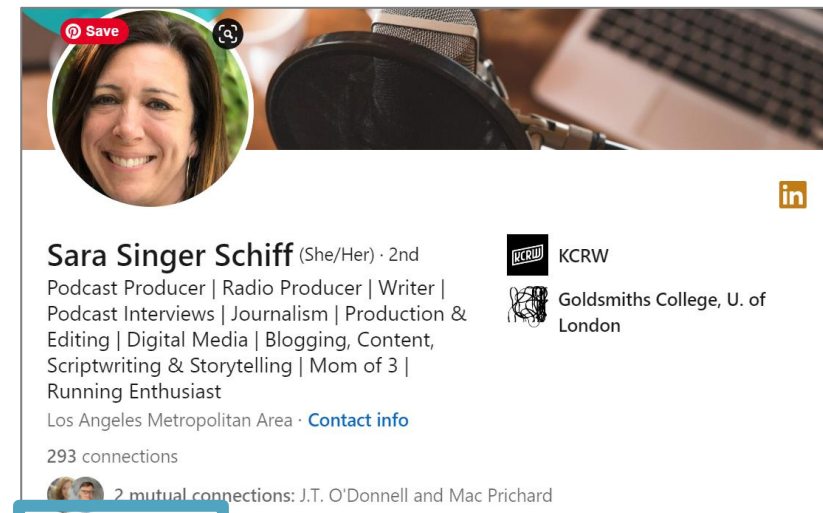 Save
Sara Singer Schiff (She/Her) · 2nd
Podcast Producer | Radio Producer | Writer |
Podcast Interviews | Journalism | Production &
Editing | Digital Media | Blogging, Content,
Scriptwriting & Storytelling | Mom of 3 |
Running Enthusiast
Los Angeles Metropolitan Area · Contact info
293 connections
2 mutual connections: J.T. O'Donnell and Mac Prichard
in
KCRW
KCRW
Goldsmiths College, U. of
London